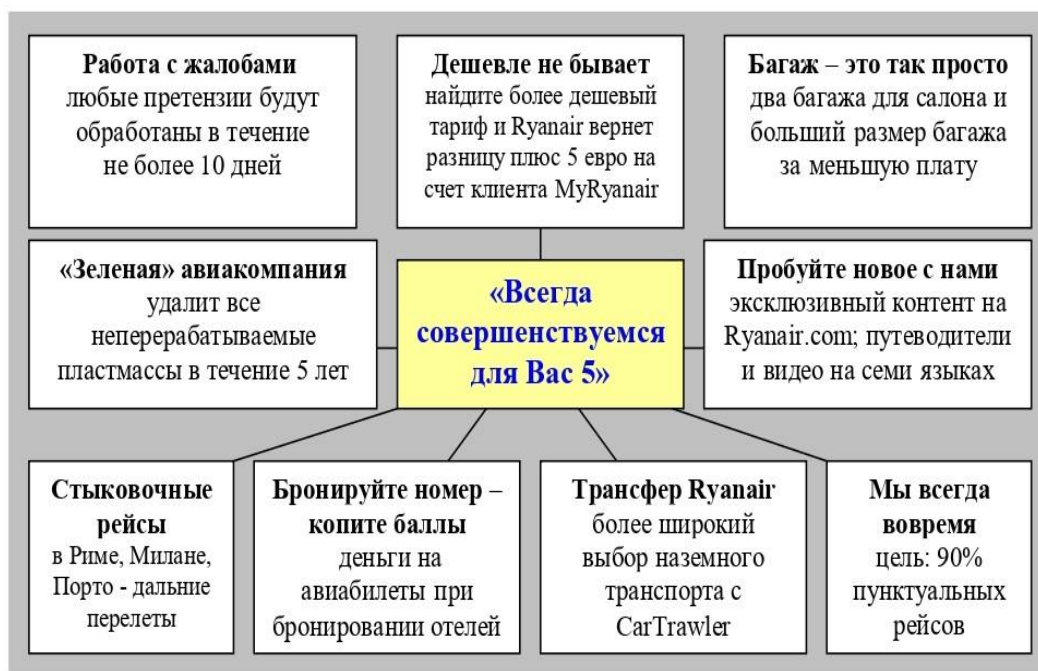 Работа с жалобами
любые претензии будут
обработаны в течение
не более 10 дней
Дешевле не бывает
найдите более дешевый
тариф и Ryanair вернет
разницу плюс 5 евро на
счет клиента MyRyanair
Багаж – это так просто
два багажа для салона и
больший размер багажа
за меньшую плату
«Зеленая» авиакомпания
удалит все
неперерабатываемые
пластмассы в течение 5 лет
«Всегда
совершенствуемся
для Вас 5»
Пробуйте новое с нами
эксклюзивный контент на
Ryanair.com; путеводители
и видео на семи языках
Стыковочные
рейсы
в Риме, Милане,
Порто - дальние
перелеты
Бронируйте номер –
копите баллы
деньги на
авиабилеты при
бронировании отелей
Трансфер Ryanair
более широкий
выбор наземного
транспорта с
CarTrawler
Мы всегда
вовремя
цель: 90%
пунктуальных
рейсов